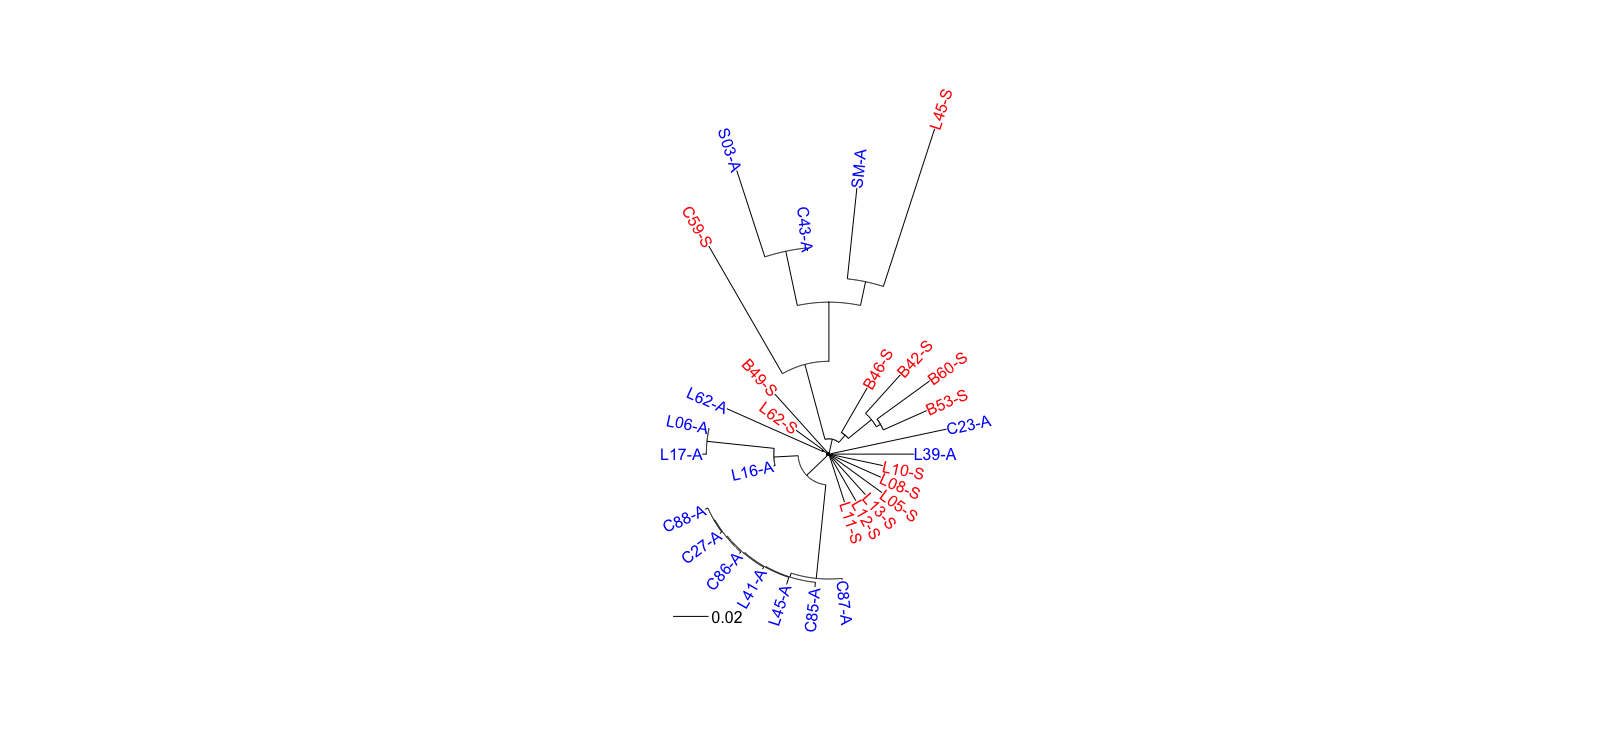 L45-S
S03-A
SM-A
C43-A
C59-S
B46-S
B42-S
B60-S
B49-S
L62-A
L62-S
B53-S
L06-A
C23-A
L17-A
L39-A
L16-A
L10-S
L08-S
L05-S
L13-S
L12-S
L11-S
C88-A
C27-A
C86-A
L41-A
L45-A
C85-A
C87-A
0.02